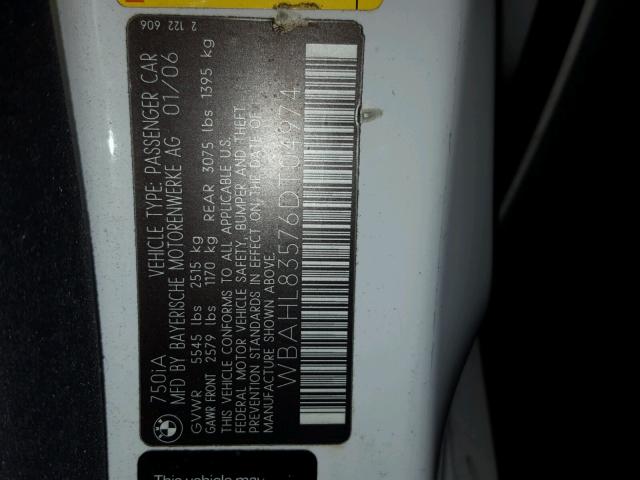 750iA VEHICLE TYPE: PASSENGER CAR
MFD BY BAYERISCHE MOTORENWERKE AG 01/06
GVWR 5545 lbs 2515 kg
GAWR FRONT 2579 lbs 1170 kg REAR 3075 lbs 1395 kg
THIS VEHICLE CONFORMS TO ALL APPLICABLE U.S.
FEDERAL MOTOR VEHICLE SAFETY, BUMPER AND THEFT
PREVENTION STANDARDS IN EFFECT ON THE DATE OF
MANUFACTURE SHOWN ABOVE.
WBAHL83576DT04974
2 122 606
This vehicle may